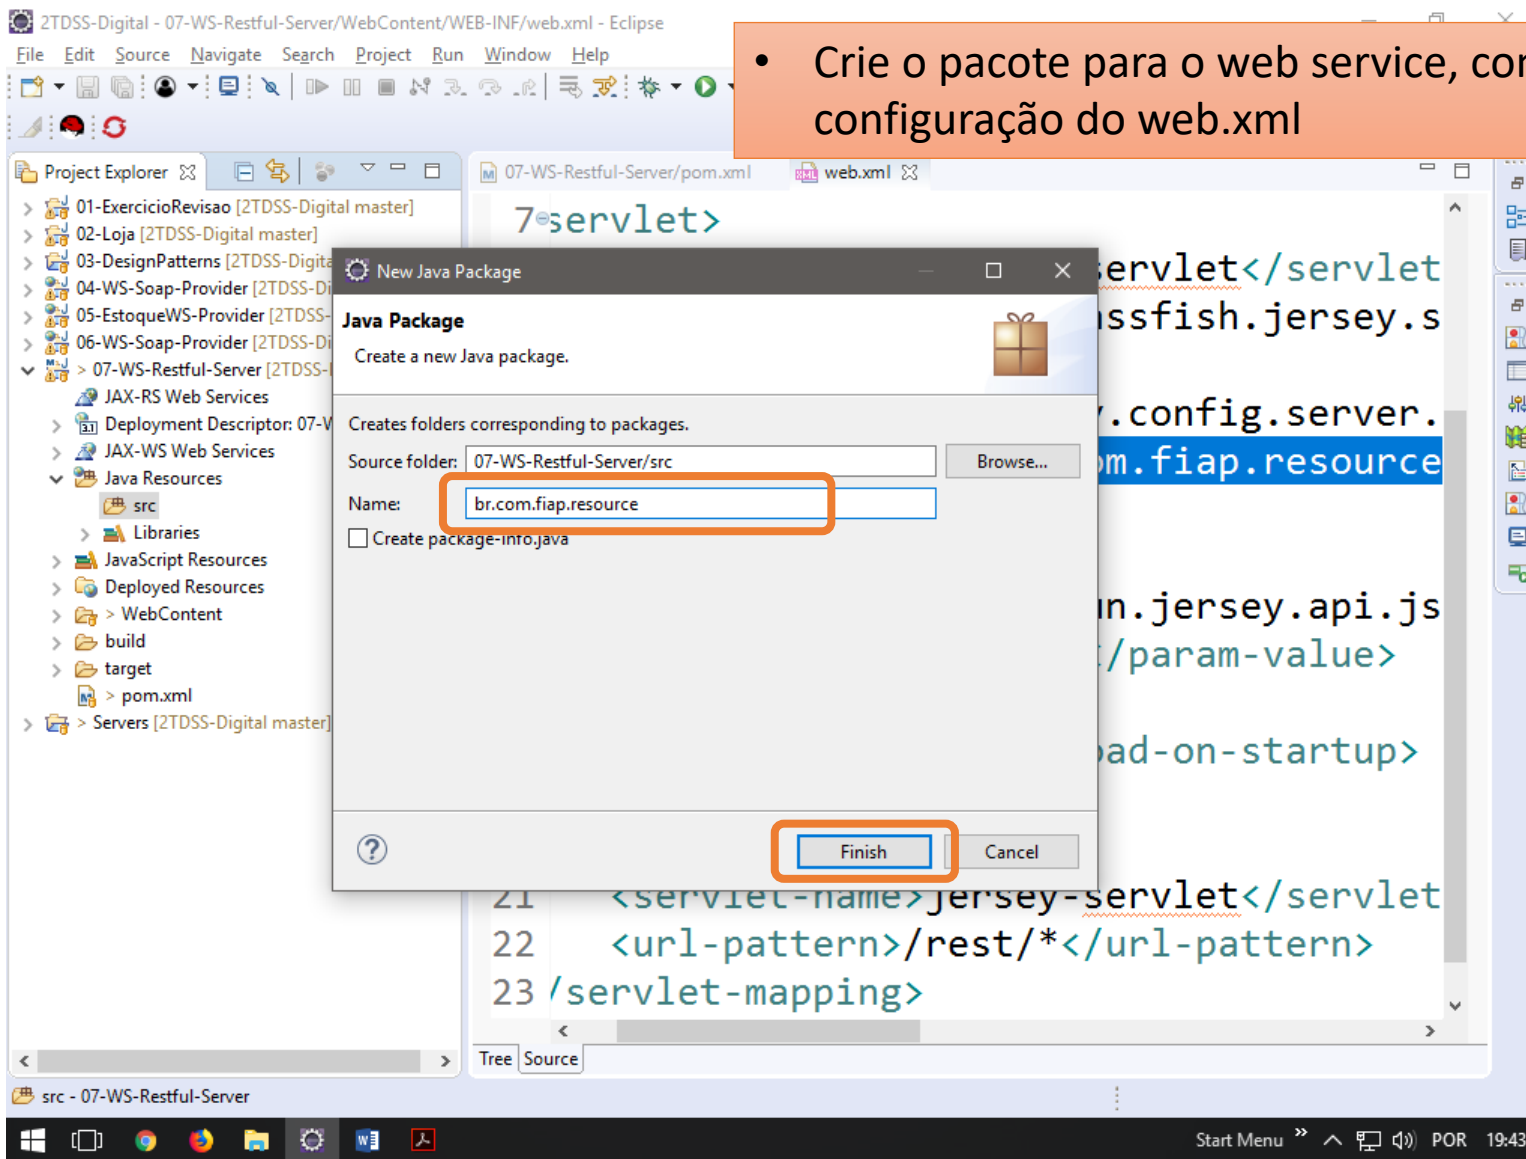 2TDSS-Digital - 07-WS-Restful-Server/WebContent/WEB-INF/web.xml - Eclipse
File Edit Source Navigate Search Project Run Window Help
• Crie o pacote para o web service,
configuração do web.xml
Project Explorer
07-WS-Restful-Server/pom.xml
web.xml
01-ExercicioRevisao [2TDSS-Digital master]
02-Loja [2TDSS-Digital master]
03-DesignPatterns [2TDSS-Digita
04-WS-Soap-Provider [2TDSS-Di
05-EstoqueWS-Provider [2TDSS-
06-WS-Soap-Provider [2TDSS-Di
> 07-WS-Restful-Server [2TDSS-
JAX-RS Web Services
Deployment Descriptor: 07-W
JAX-WS Web Services
Java Resources
src
Libraries
JavaScript Resources
Deployed Resources
> WebContent
build
target
> pom.xml
> Servers [2TDSS-Digital master]
7 servlet>
ervlet</servlet
ssfish.jersey.s
.config.server.
m.fiap.resource
n.jersey.api.js
/param-value>
ad-on-startup>
21 <servlet-name>jersey-servlet</servlet
22 <url-pattern>/rest/*</url-pattern>
23 /servlet-mapping>
New Java Package
Java Package
Create a new Java package.
Creates folders corresponding to packages.
Source folder: 07-WS-Restful-Server/src Browse...
Name: br.com.fiap.resource
Create package-info.java
Finish Cancel
Tree Source
src - 07-WS-Restful-Server
Start Menu POR 19:43